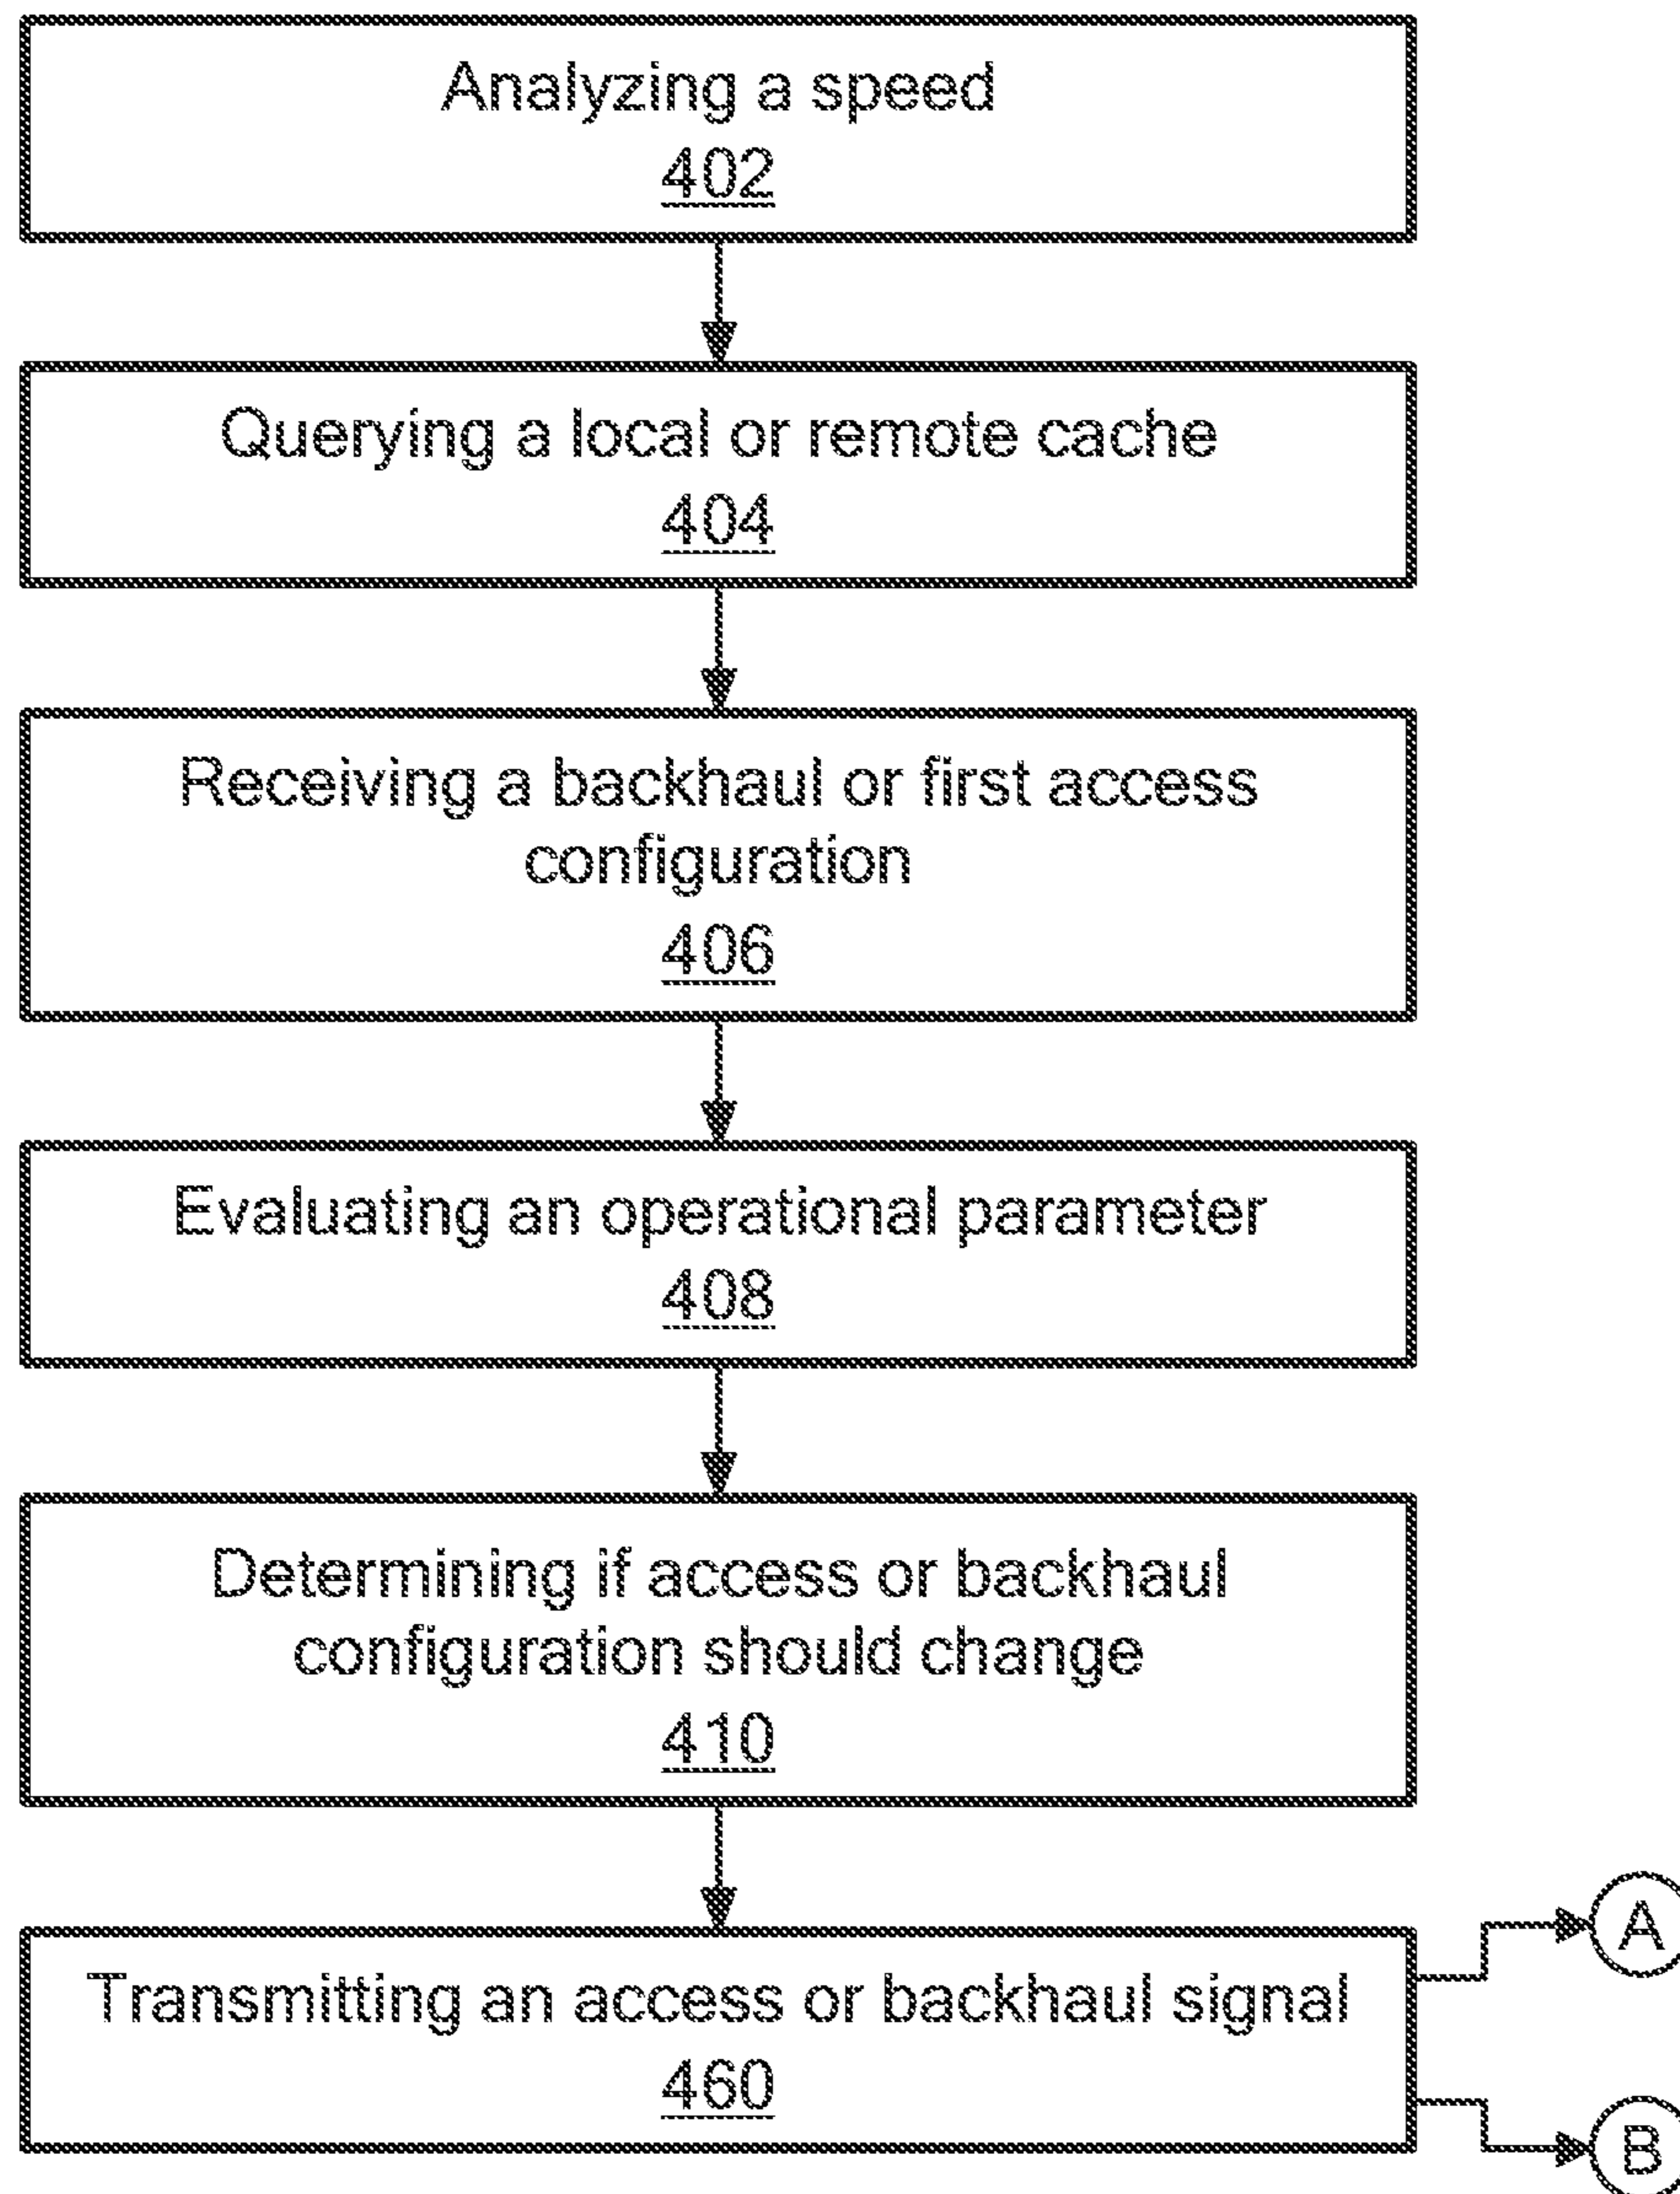 Analyzing a speed
402
Querying a local or remote cache
404
Receiving a backhaul or first access
configuration
406
Evaluating an operational parameter
408
Determining if access or backhaul
configuration should change
410
Transmitting an access or backhaul signal
460
A
B